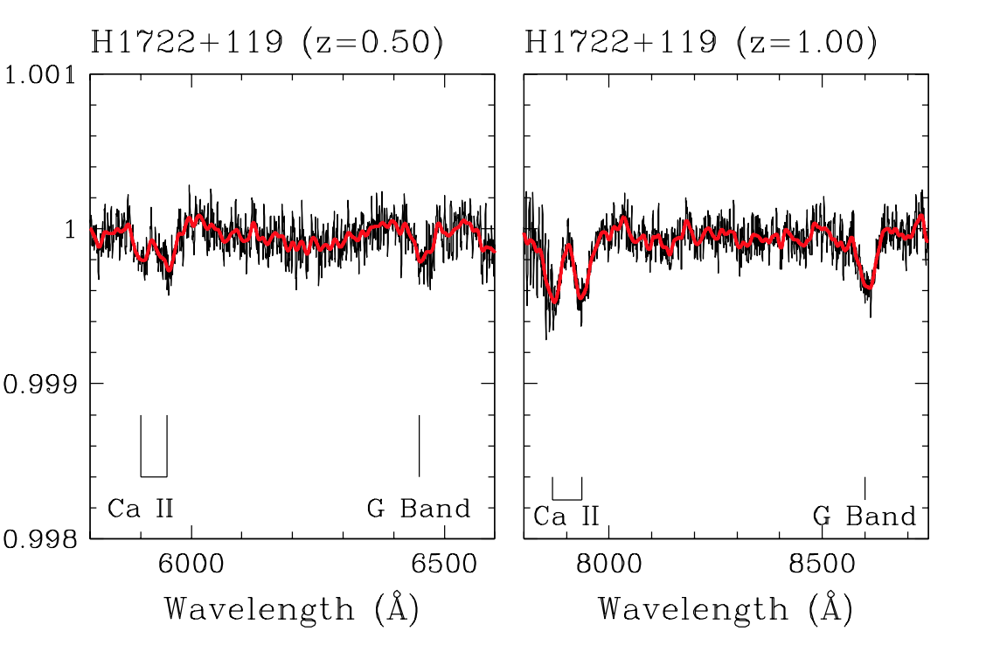 H1722+119 (z=0.50)
H1722+119 (z=1.00)
1.001
1
0.999
0.998
Ca II
G Band
Ca II
G Band
6000
6500
8000
8500
Wavelength (Å)
Wavelength (Å)